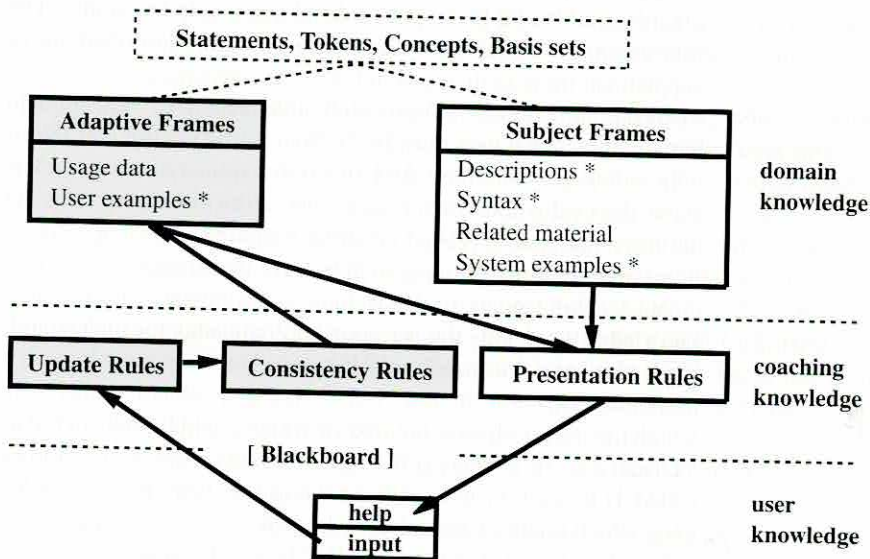 Statements, Tokens, Concepts, Basis sets
Adaptive Frames
Usage data
User examples *
Subject Frames
Descriptions *
Syntax *
Related material
System examples *
domain
knowledge
Update Rules
Consistency Rules
Presentation Rules
coaching
knowledge
[ Blackboard ]
help
input
user
knowledge